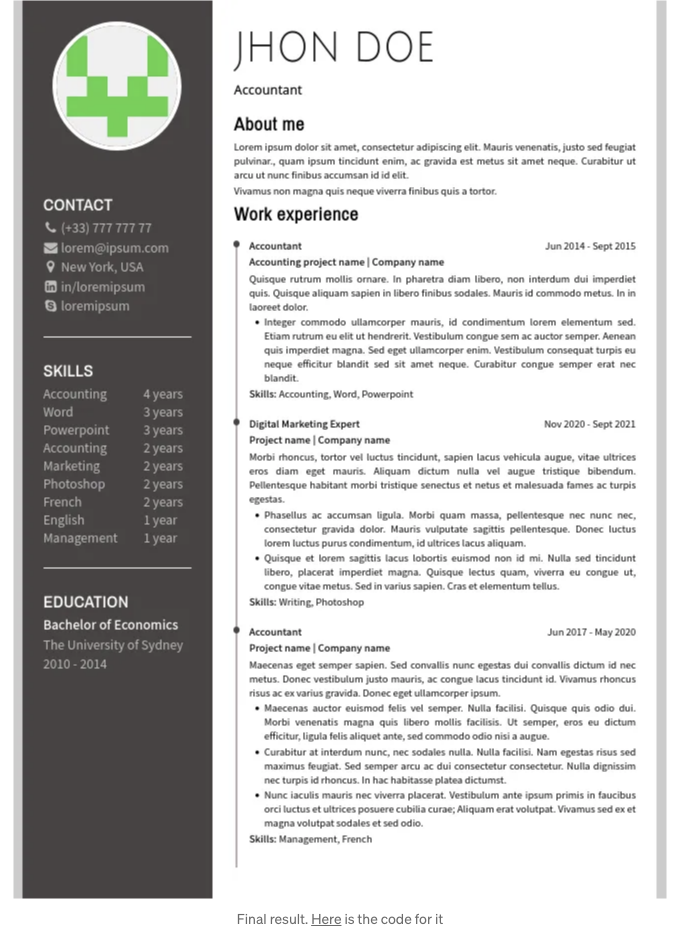 JHON DOE
Accountant
About me
Lorem ipsum dolor sit amet, consectetur adipiscing elit. Mauris venenatis, justo sed feugiat
pulvinar., quam ipsum tincidunt enim, ac gravida est metus sit amet neque. Curabitur ut
arcu ut nunc finibus accumsan id id elit.
Vivamus non magna quis neque viverra finibus quis a tortor.
CONTACT
(+33) 777 777 77
lorem@ipsum.com
New York, USA
in/loremipsum
loremipsum
SKILLS
Accounting 4 years
Word 3 years
Powerpoint 3 years
Accounting 2 years
Marketing 2 years
Photoshop 2 years
French 2 years
English 1 year
Management 1 year
EDUCATION
Bachelor of Economics
The University of Sydney
2010 - 2014
Work experience
Accountant Jun 2014 - Sept 2015
Accounting project name | Company name
Quisque rutrum mollis ornare. In pharetra diam libero, non interdum dui imperdiet
quis. Quisque aliquam sapien in libero finibus sodales. Mauris id commodo metus. In in
laoreet dolor.
• Integer commodo ullamcorper mauris, id condimentum lorem elementum sed.
Etiam rutrum eu elit ut hendrerit. Vestibulum congue sem ac auctor semper. Aenean
quis imperdiet magna. Sed eget ullamcorper enim. Vestibulum consequat turpis eu
neque efficitur blandit sed sit amet neque. Curabitur congue semper erat nec
blandit.
Skills: Accounting, Word, Powerpoint
Digital Marketing Expert Nov 2020 - Sept 2021
Project name | Company name
Morbi rhoncus, tortor vel luctus tincidunt, sapien lacus vehicula augue, vitae ultrices
eros diam eget mauris. Aliquam dictum nulla vel augue tristique bibendum.
Pellentesque habitant morbi tristique senectus et netus et malesuada fames ac turpis
egestas.
• Phasellus ac accumsan ligula. Morbi quam massa, pellentesque nec nunc nec,
consectetur gravida dolor. Mauris vulputate sagittis pellentesque. Donec luctus
lorem luctus purus condimentum, id ultrices lacus aliquam.
• Quisque et lorem sagittis lacus lobortis euismod non id mi. Nulla sed tincidunt
libero, placerat imperdiet magna. Quisque lectus quam, viverra eu congue ut,
congue vitae metus. Sed in varius sapien. Cras et elementum tellus.
Skills: Writing, Photoshop
Accountant Jun 2017 - May 2020
Project name | Company name
Maecenas eget semper sapien. Sed convallis nunc egestas dui convallis dictum id nec
metus. Donec vestibulum justo mauris, ac congue lacus tincidunt id. Vivamus rhoncus
risus ac ex varius gravida. Donec eget ullamcorper ipsum.
• Maecenas auctor euismod felis vel semper. Nulla facilisi. Quisque quis odio dui.
Morbi venenatis magna quis libero mollis facilisis. Ut semper, eros eu dictum
efficitur, ligula felis aliquet ante, sed commodo odio nisi a augue.
• Curabitur at interdum nunc, nec sodales nulla. Nulla facilisi. Nam egestas risus sed
maximus feugiat. Sed semper arcu ac dui consectetur consectetur. Nulla dignissim
nec turpis id rhoncus. In hac habitasse platea dictumst.
• Nunc iaculis mauris nec viverra placerat. Vestibulum ante ipsum primis in faucibus
orci luctus et ultrices posuere cubilia curae; Aliquam erat volutpat. Vivamus sed ex et
magna volutpat sodales et sed odio.
Skills: Management, French
Final result. Here is the code for it